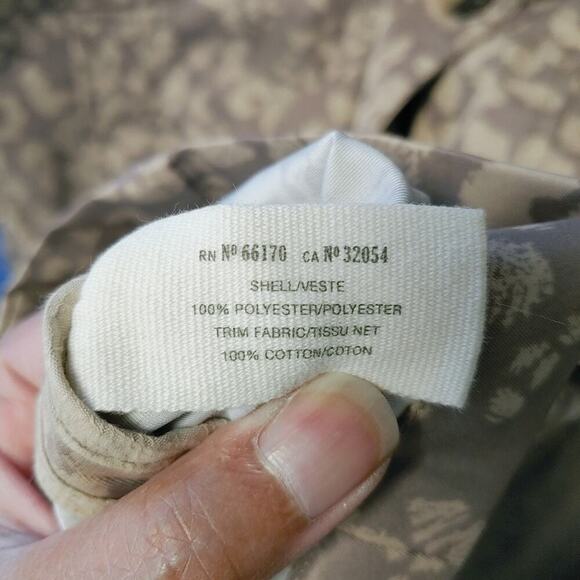 RN Nº 66170 CA Nº 32054
SHELL/VESTE
100% POLYESTER/POLYESTER
TRIM FABRIC/TISSU NET
100% COTTON/COTON